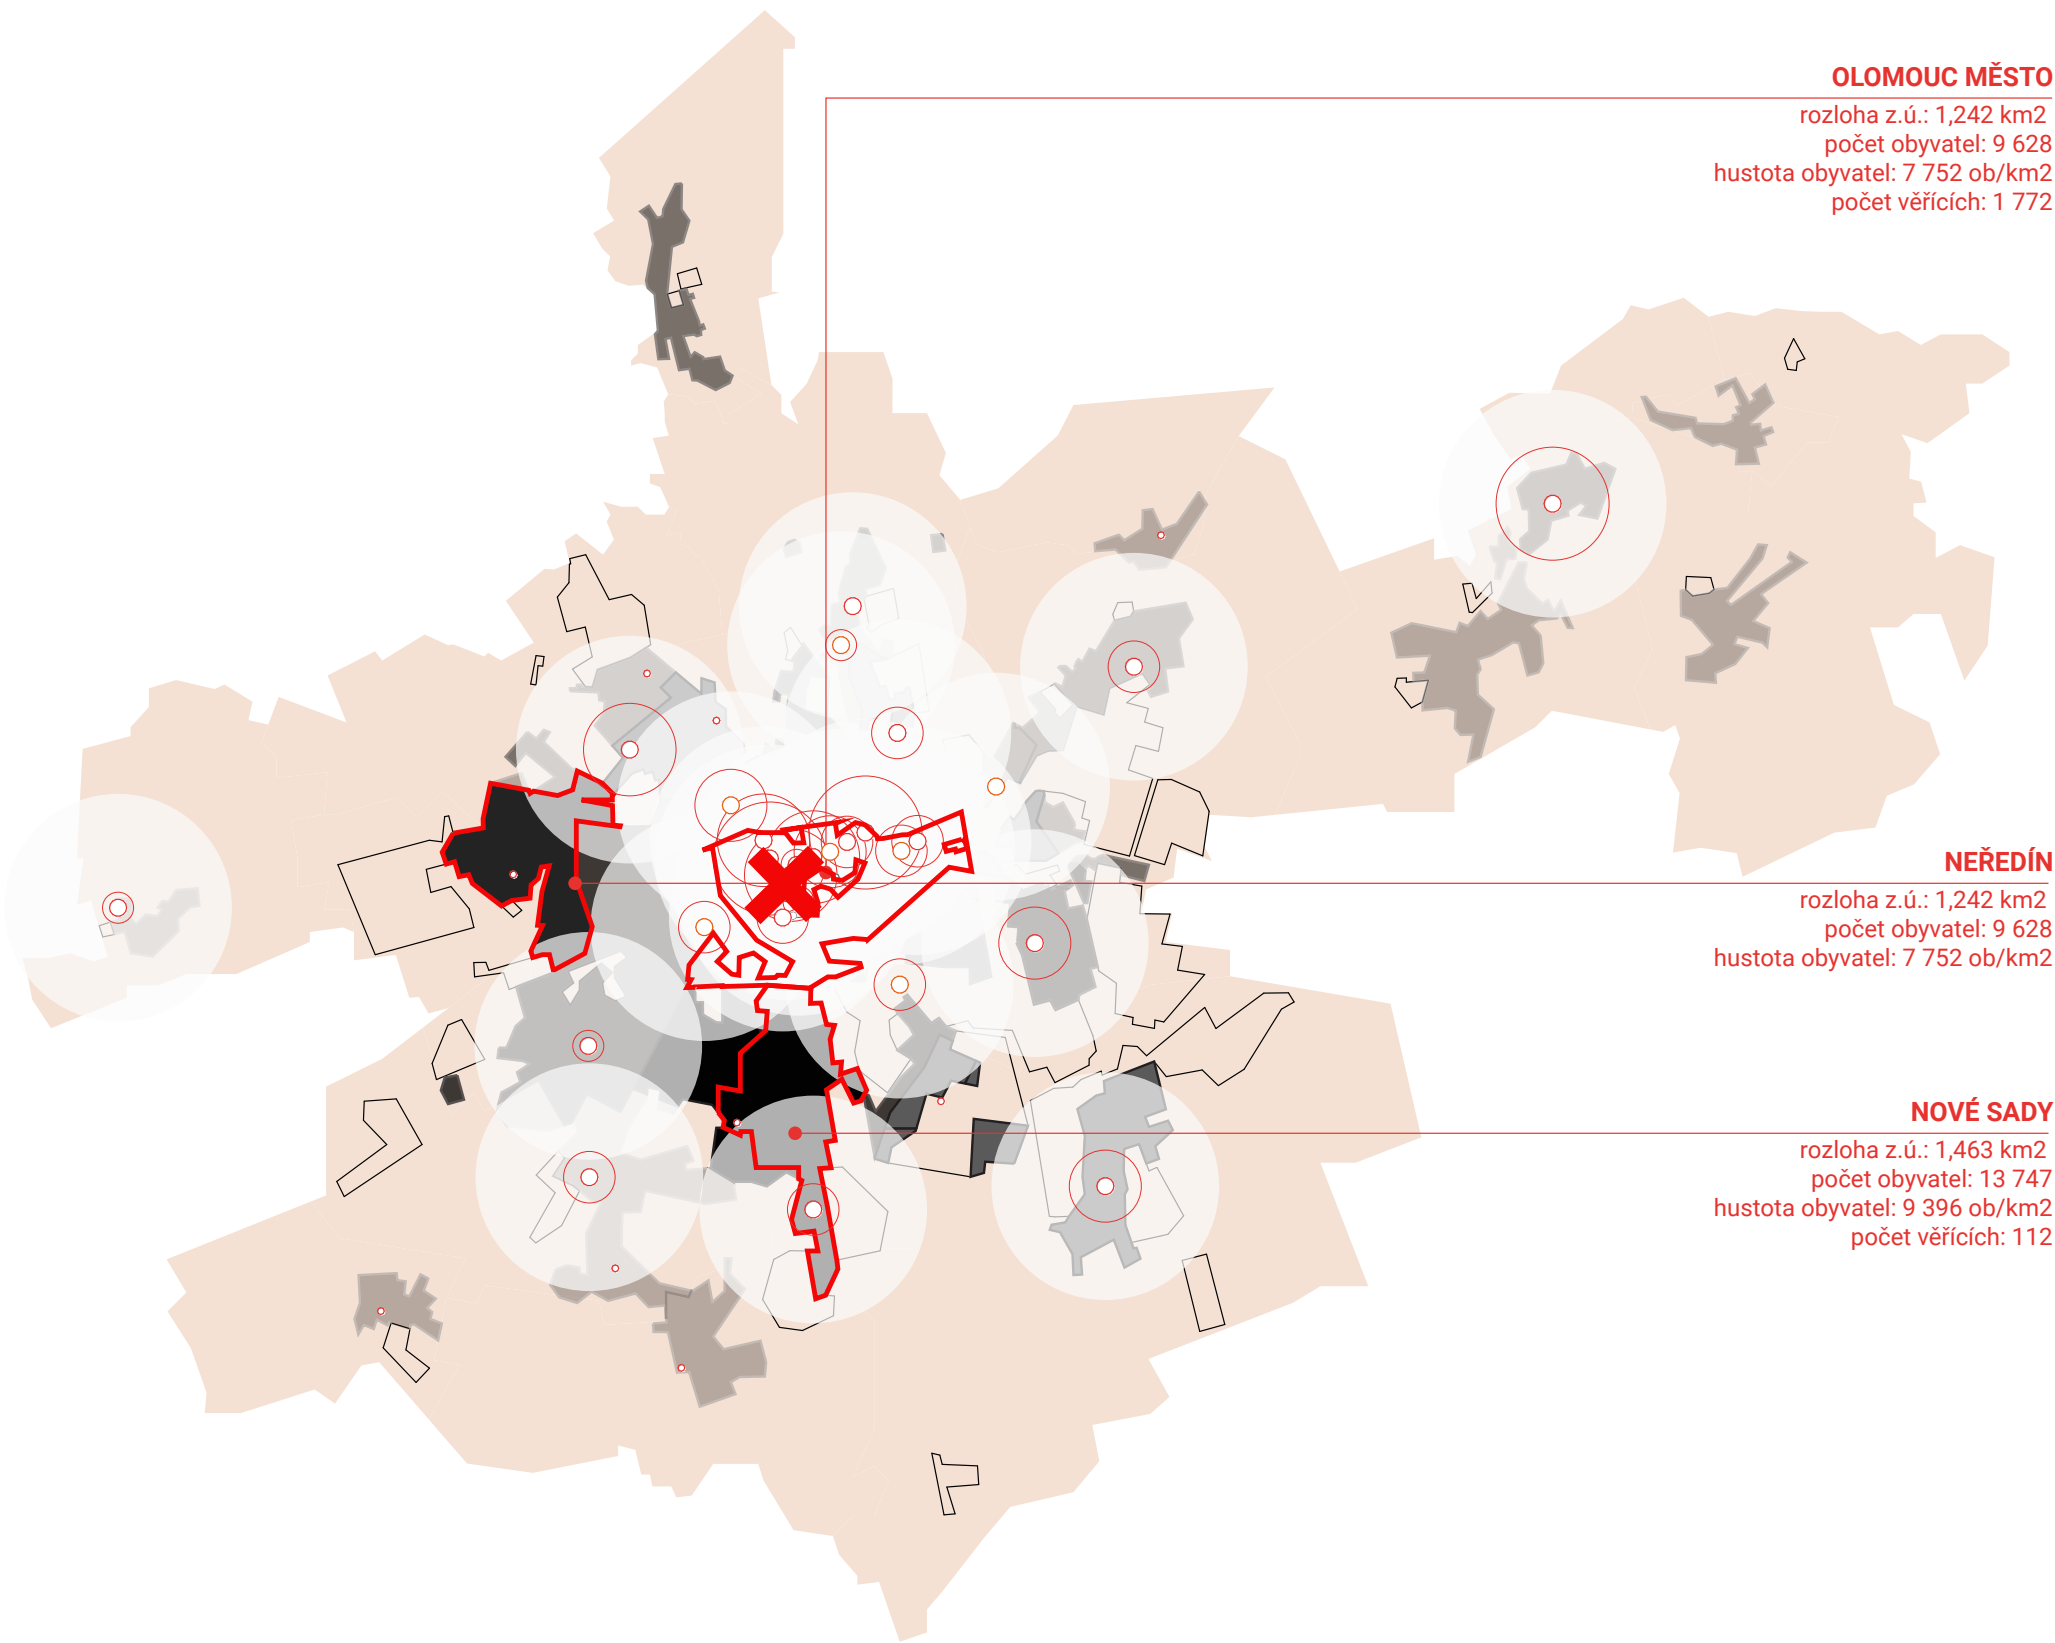 OLOMOUC MĚSTO
rozloha z.ú.: 1,242 km2
počet obyvatel: 9 628
hustota obyvatel: 7 752 ob/km2
počet věřících: 1 772
NEŘEDÍN
rozloha z.ú.: 1,242 km2
počet obyvatel: 9 628
hustota obyvatel: 7 752 ob/km2
NOVÉ SADY
rozloha z.ú.: 1,463 km2
počet obyvatel: 13 747
hustota obyvatel: 9 396 ob/km2
počet věřících: 112